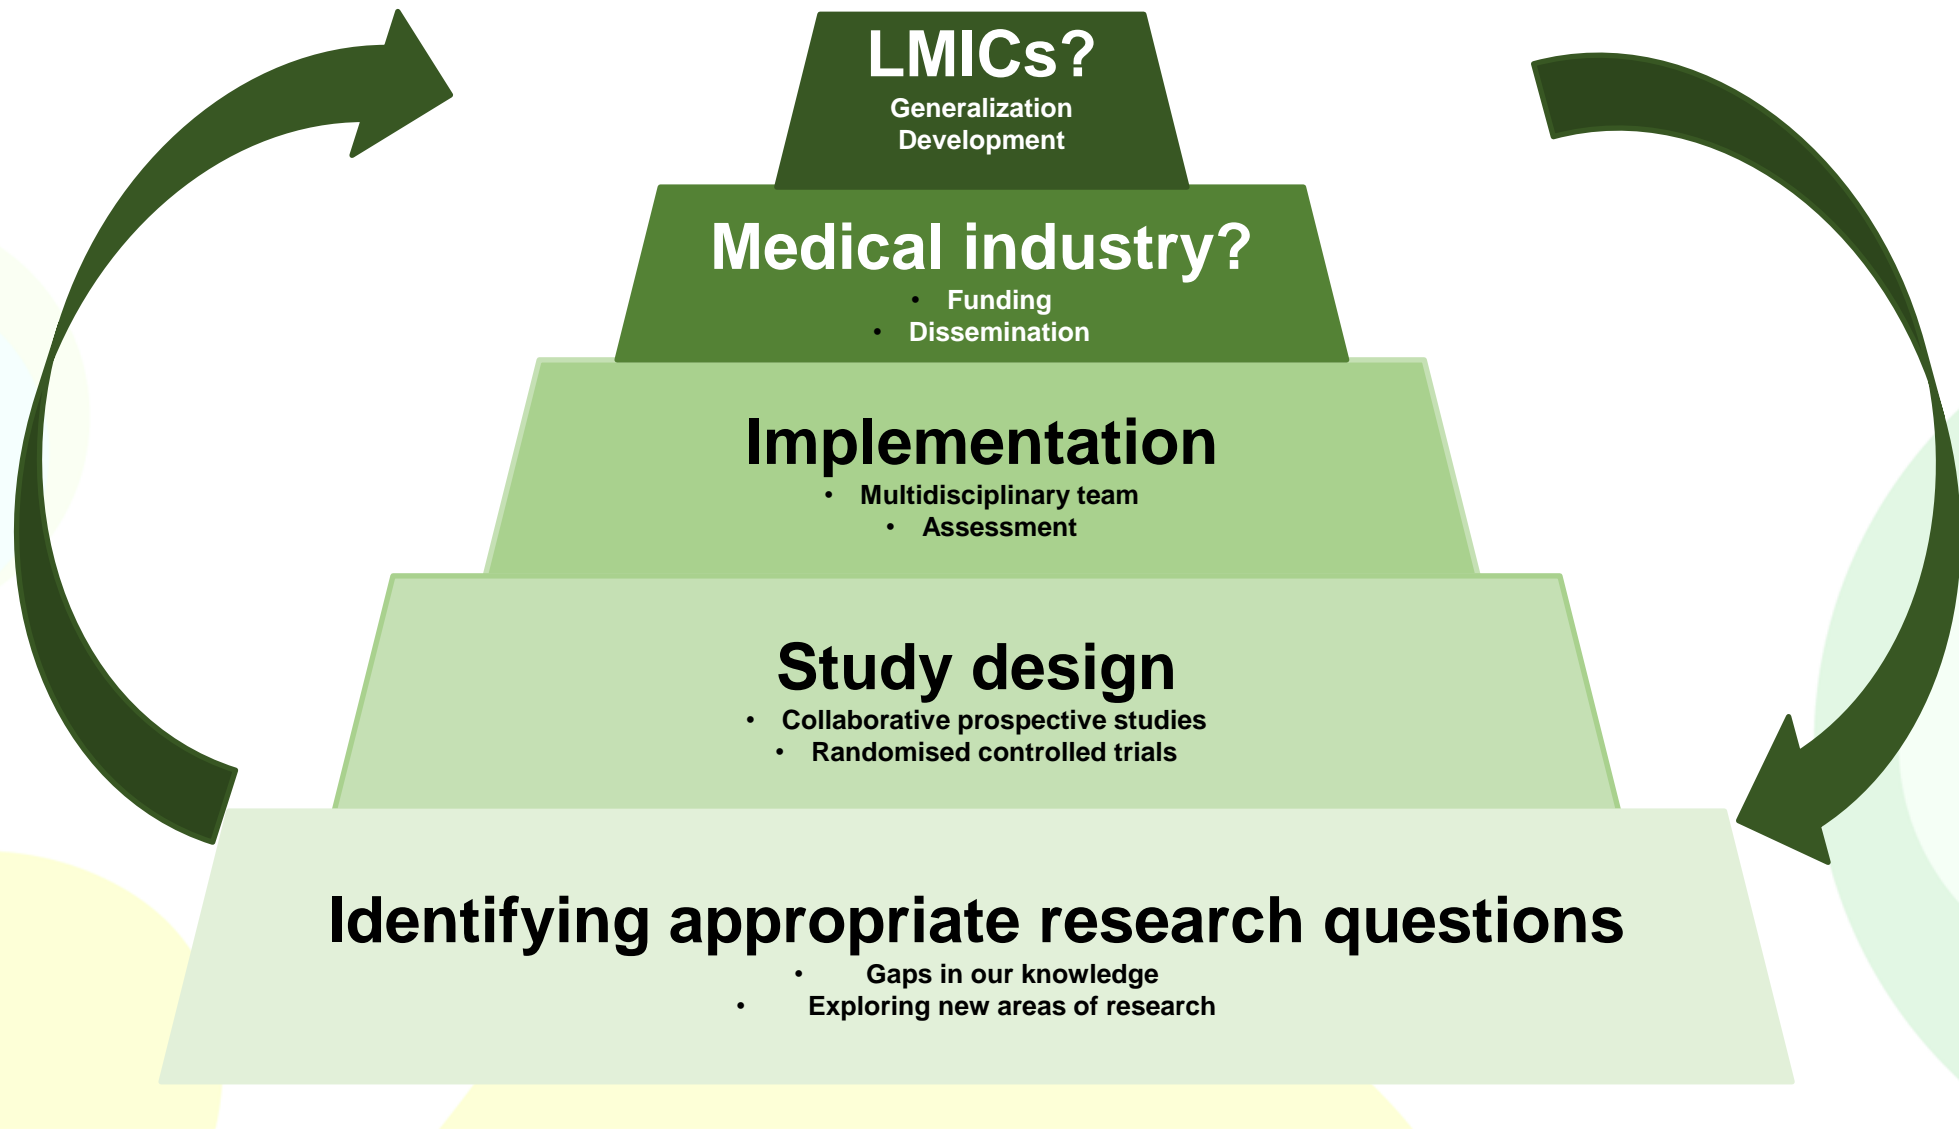 LMICs?
Generalization
Development
Medical industry?
• Funding
• Dissemination
Implementation
• Multidisciplinary team
• Assessment
Study design
• Collaborative prospective studies
• Randomised controlled trials
Identifying appropriate research questions
• Gaps in our knowledge
• Exploring new areas of research